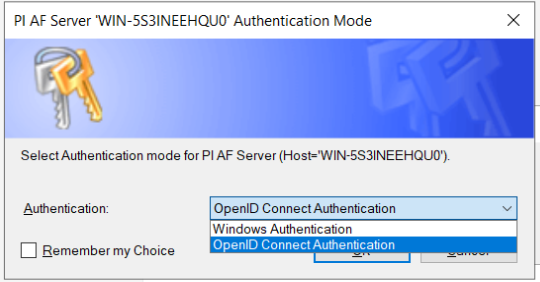 PI AF Server 'WIN-5S3INEEHQU0' Authentication Mode
Select Authentication mode for PI AF Server (Host='WIN-5S3INEEHQU0').
Authentication:
OpenID Connect Authentication
Windows Authentication
OpenID Connect Authentication
Remember my Choice